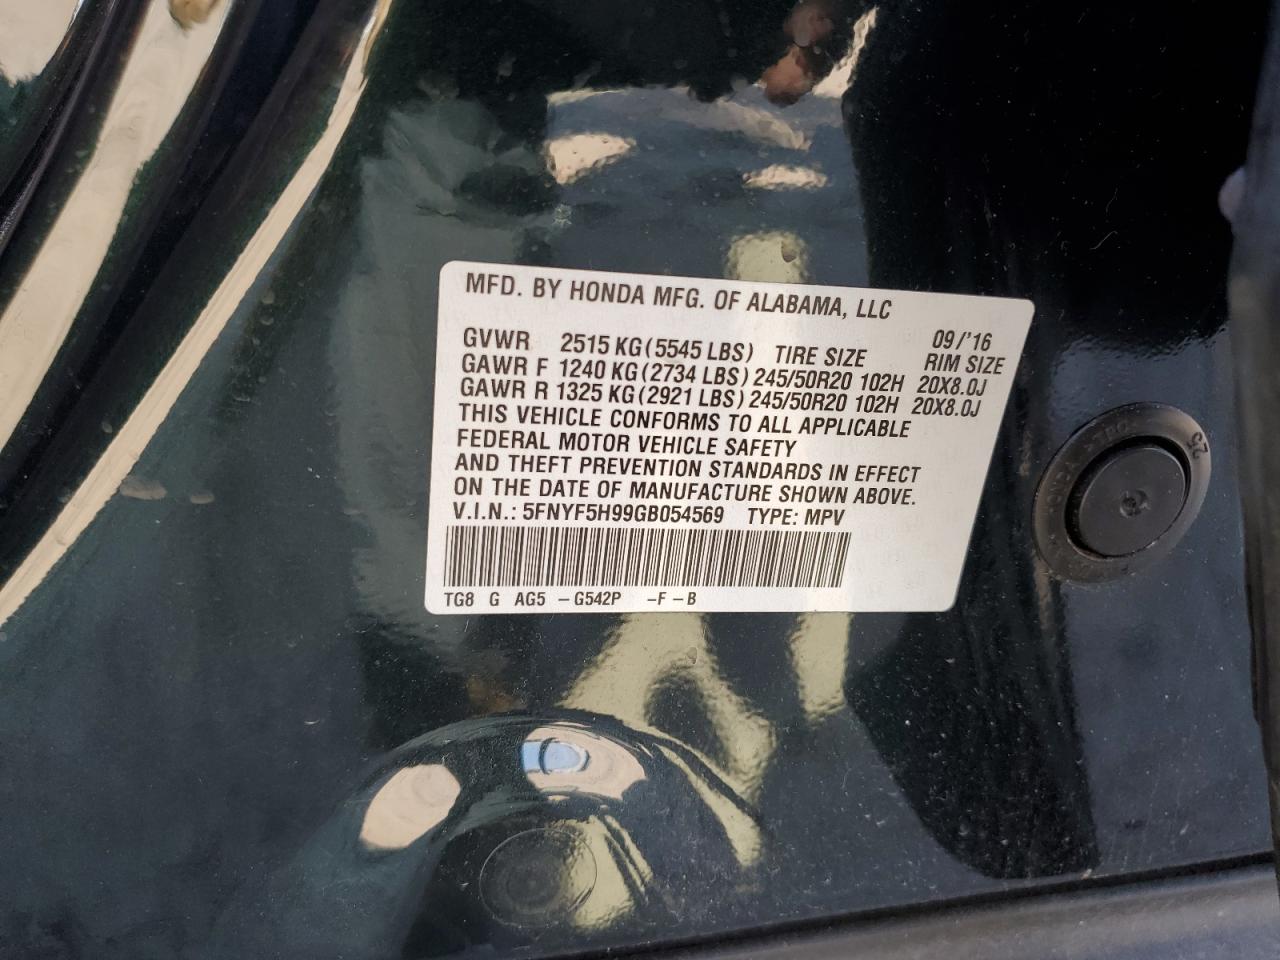 MFD. BY HONDA MFG. OF ALABAMA, LLC
09/'16
GVWR 2515 KG(5545 LBS) TIRE SIZE RIM SIZE
GAWR F 1240 KG(2734 LBS) 245/50R20 102H 20X8.0J
GAWR R 1325 KG(2921 LBS) 245/50R20 102H 20X8.0J
THIS VEHICLE CONFORMS TO ALL APPLICABLE
FEDERAL MOTOR VEHICLE SAFETY
AND THEFT PREVENTION STANDARDS IN EFFECT
ON THE DATE OF MANUFACTURE SHOWN ABOVE.
V.I.N.: 5FNYF5H99GB054569 TYPE: MPV
TG8 G AG5 -G542P -F-B
25